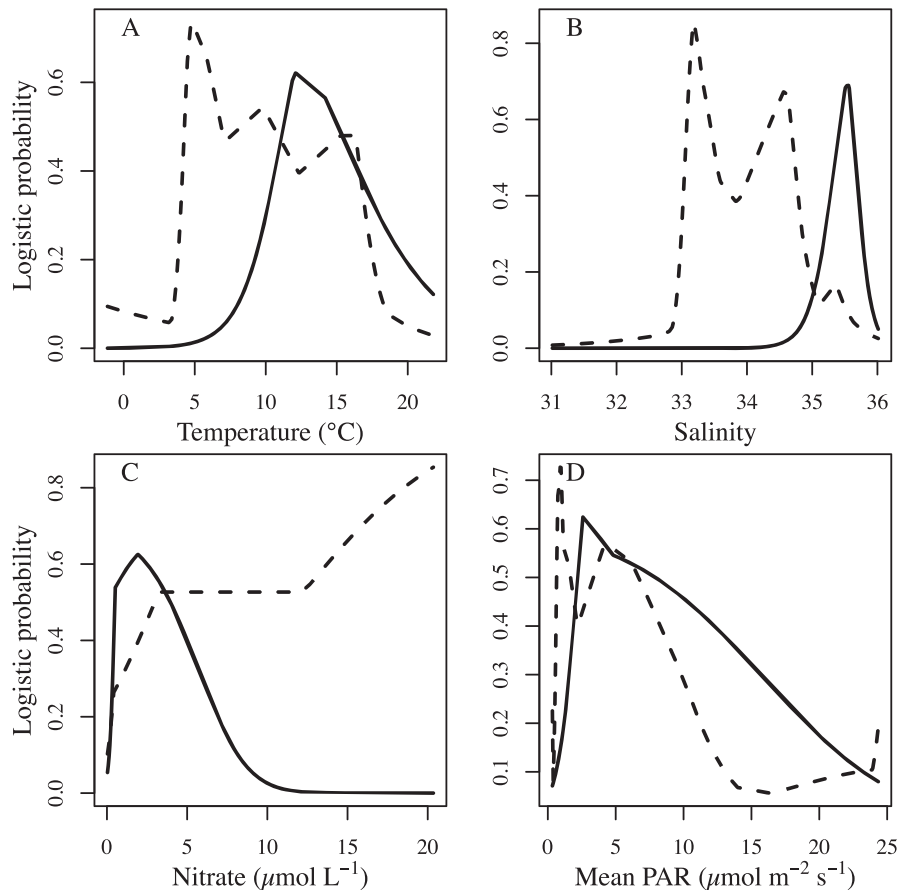 A
Logistic probability
0.0 0.2 0.4 0.6
0 5 10 15 20
Temperature (°C)
B
0.0 0.2 0.4 0.6 0.8
31 32 33 34 35 36
Salinity
C
Logistic probability
0.0 0.2 0.4 0.6 0.8
0 5 10 15 20
Nitrate (μmol L⁻¹)
D
0.1 0.2 0.3 0.4 0.5 0.6 0.7
0 5 10 15 20 25
Mean PAR (μmol m⁻² s⁻¹)